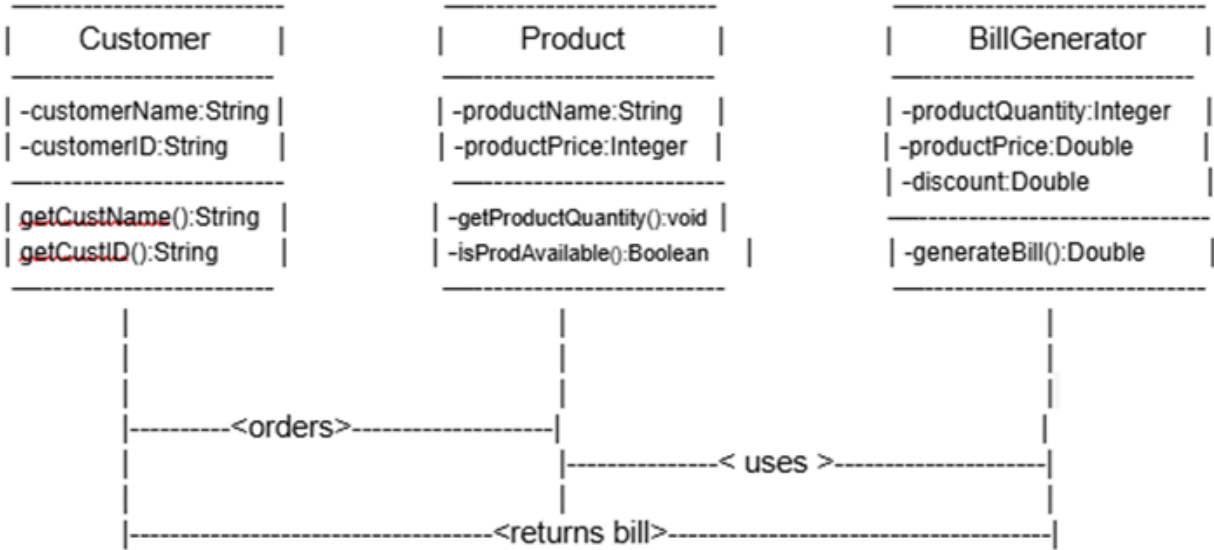 Customer
-customerName:String
-customerID:String
getCustName():String
getCustID():String
Product
-productName:String
-productPrice:Integer
-getProductQuantity():void
-isProdAvailable():Boolean
BillGenerator
-productQuantity:Integer
-productPrice:Double
-discount:Double
-generateBill():Double
<orders>
< uses >
<returns bill>